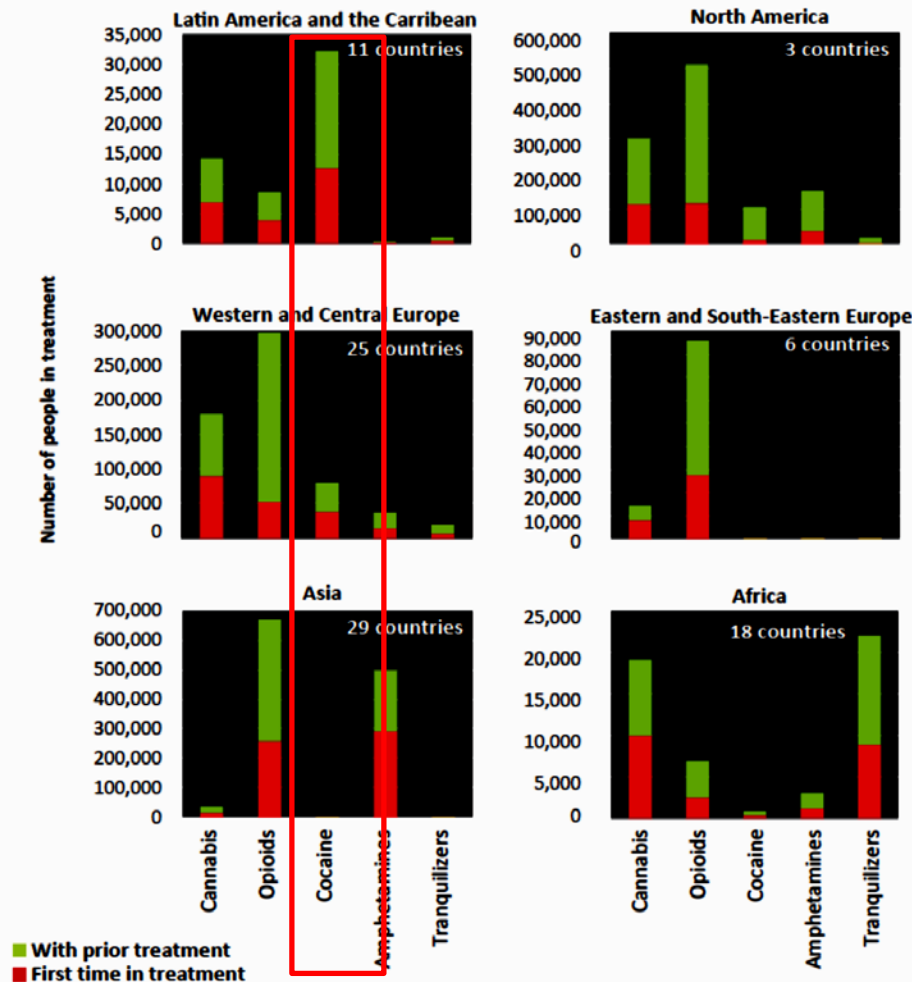 Latin America and the Carribean
11 countries
35,000
30,000
25,000
20,000
15,000
10,000
5,000
0
North America
3 countries
600,000
500,000
400,000
300,000
200,000
100,000
0
Number of people in treatment
Western and Central Europe
25 countries
300,000
250,000
200,000
150,000
100,000
50,000
0
Eastern and South-Eastern Europe
6 countries
90,000
80,000
70,000
60,000
50,000
40,000
30,000
20,000
10,000
0
Asia
29 countries
700,000
600,000
500,000
400,000
300,000
200,000
100,000
0
Africa
18 countries
25,000
20,000
15,000
10,000
5,000
0
Cannabis
Opioids
Cocaine
Amphetamines
Tranquilizers
Cannabis
Opioids
Cocaine
Amphetamines
Tranquilizers
With prior treatment
First time in treatment